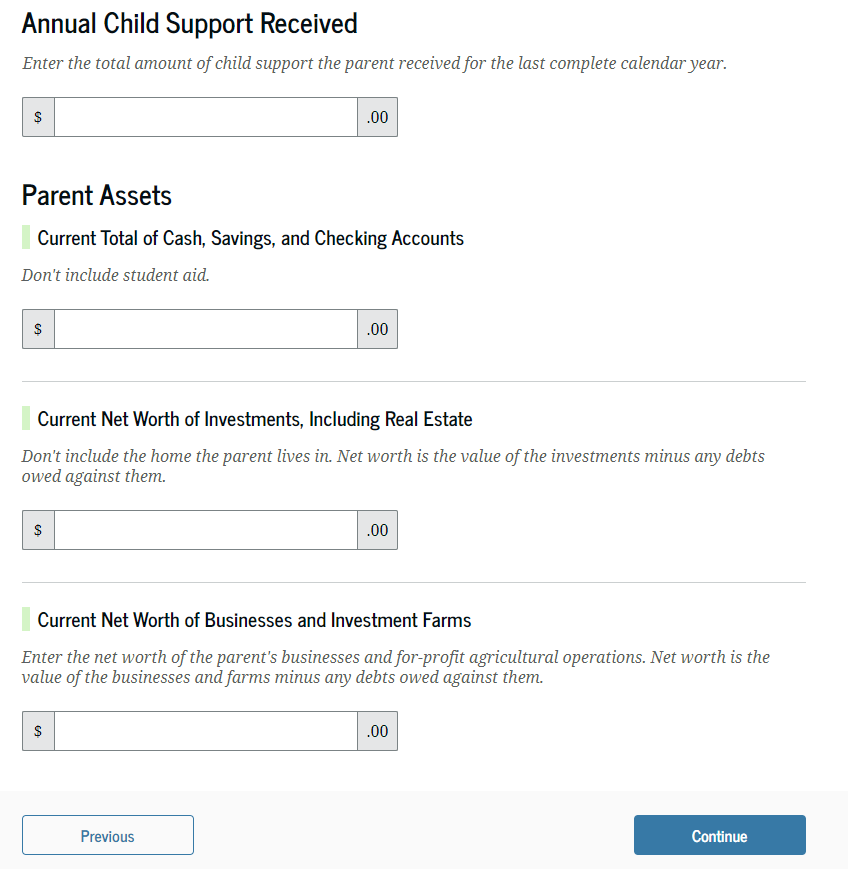 Annual Child Support Received
Enter the total amount of child support the parent received for the last complete calendar year.
$ .00
Parent Assets
Current Total of Cash, Savings, and Checking Accounts
Don't include student aid.
$ .00
Current Net Worth of Investments, Including Real Estate
Don't include the home the parent lives in. Net worth is the value of the investments minus any debts
owed against them.
$ .00
Current Net Worth of Businesses and Investment Farms
Enter the net worth of the parent's businesses and for-profit agricultural operations. Net worth is the
value of the businesses and farms minus any debts owed against them.
$ .00
Previous Continue